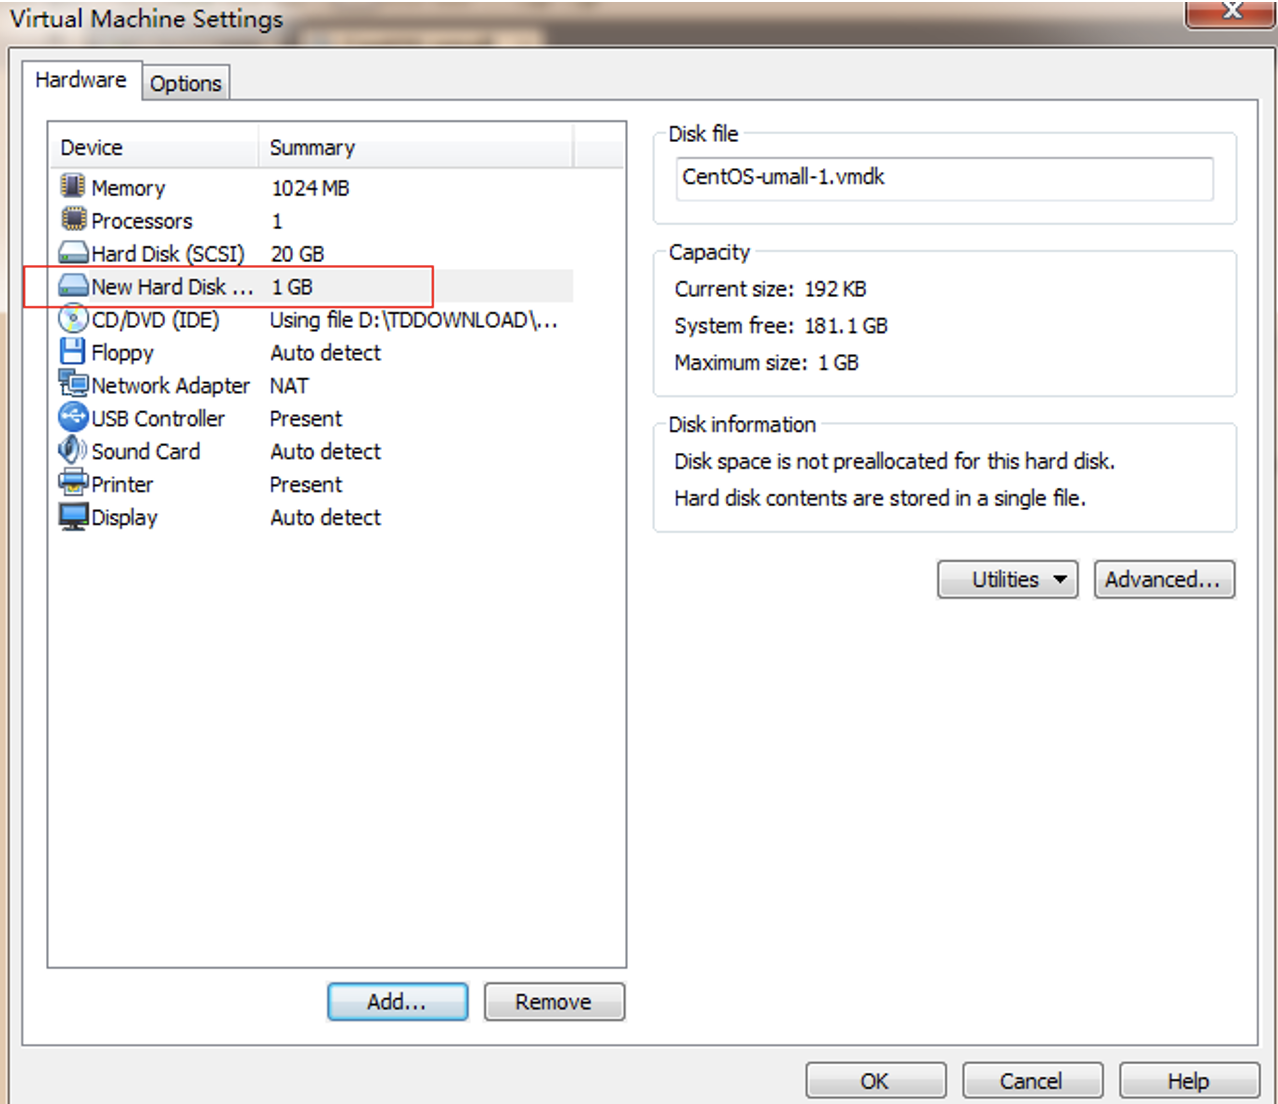 Virtual Machine Settings
Hardware
Options
Device Summary
Memory 1024 MB
Processors 1
Hard Disk (SCSI) 20 GB
New Hard Disk ... 1 GB
CD/DVD (IDE) Using file D:\TDDOWNLOAD\...
Floppy Auto detect
Network Adapter NAT
USB Controller Present
Sound Card Auto detect
Printer Present
Display Auto detect
Add...
Remove
Disk file
CentOS-umall-1.vmdk
Capacity
Current size: 192 KB
System free: 181.1 GB
Maximum size: 1 GB
Disk information
Disk space is not preallocated for this hard disk.
Hard disk contents are stored in a single file.
Utilities
Advanced...
OK
Cancel
Help